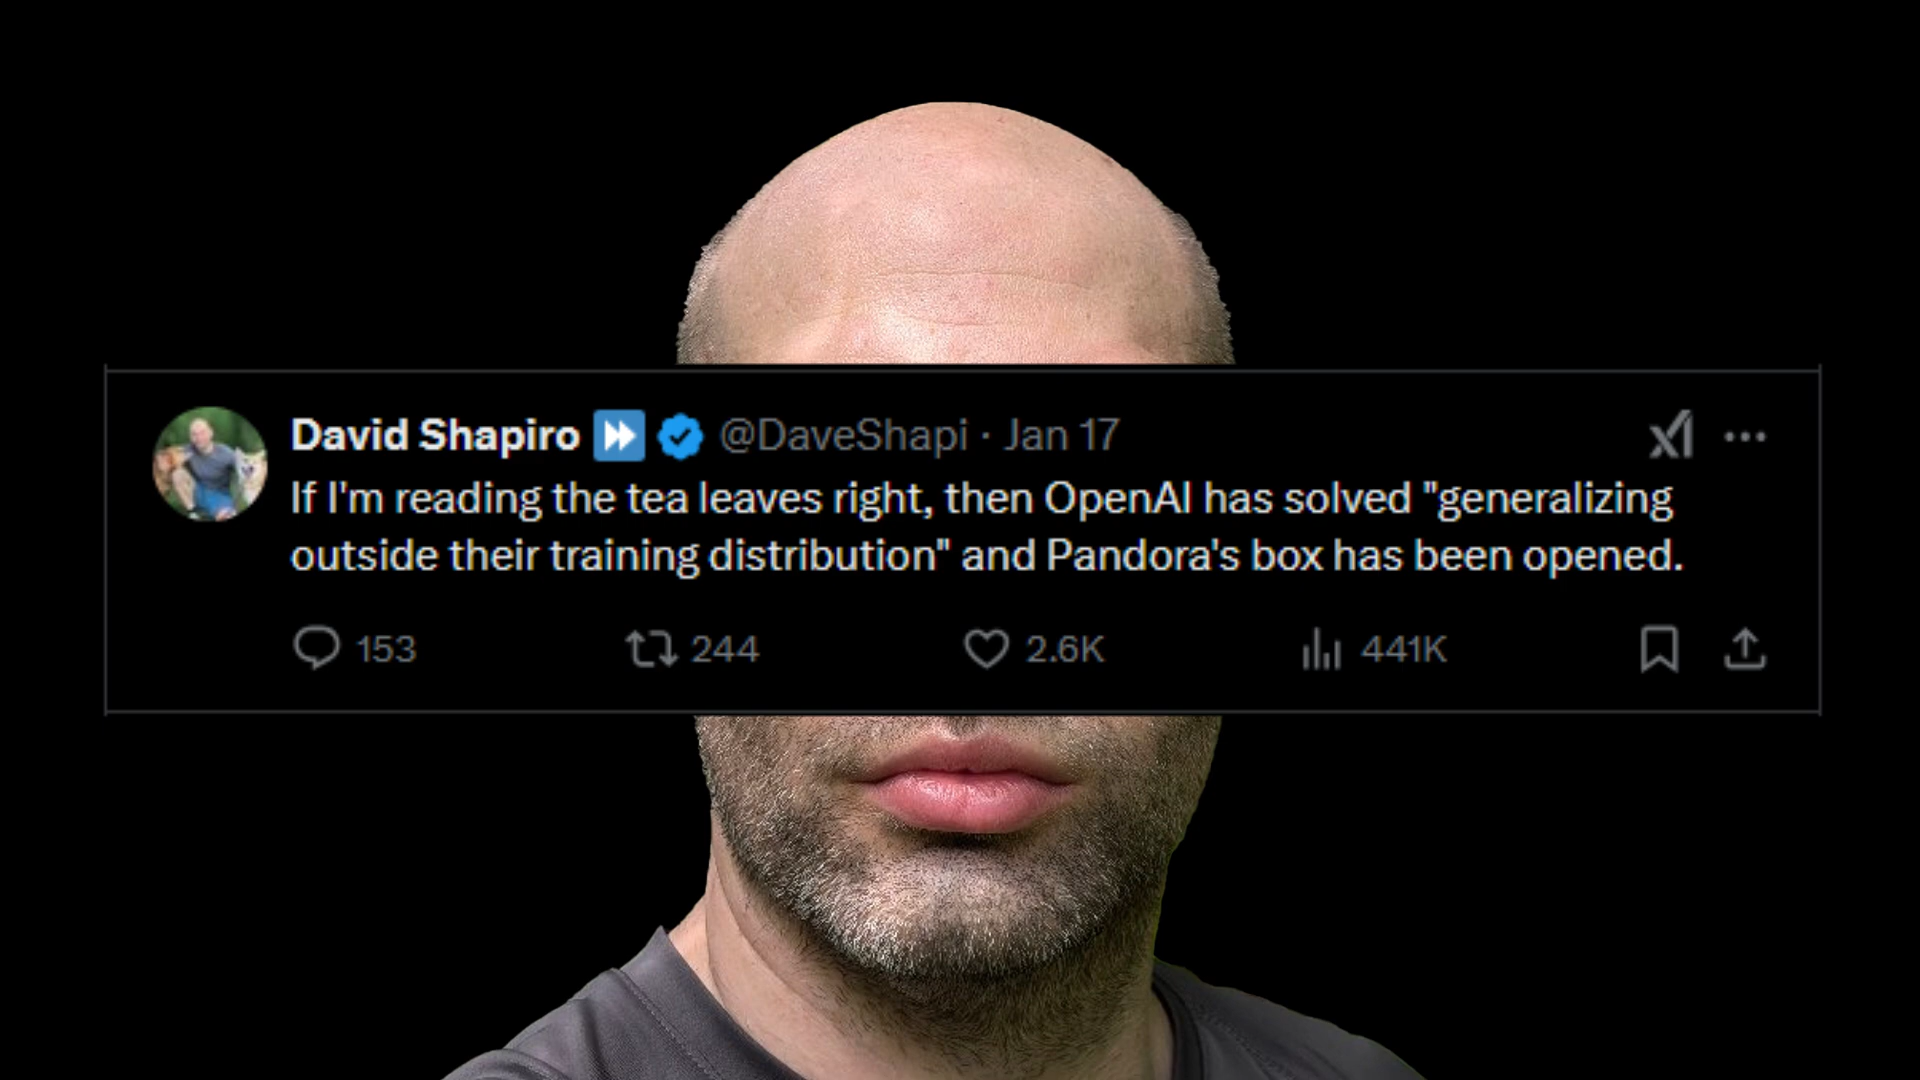 David Shapiro ⏩ @DaveShapi · Jan 17
If I'm reading the tea leaves right, then OpenAI has solved "generalizing
outside their training distribution" and Pandora's box has been opened.
153 244 2.6K 441K